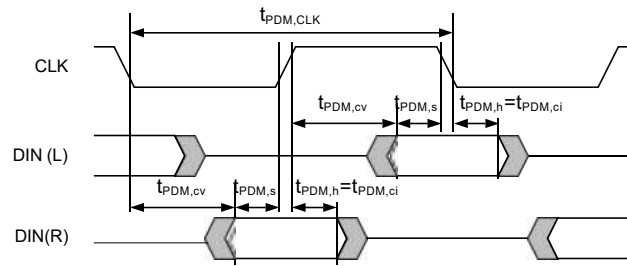 tPDM,CLK
CLK
tPDM,cv tPDM,s tPDM,h=tPDM,ci
DIN (L)
tPDM,cv tPDM,s tPDM,h=tPDM,ci
DIN(R)